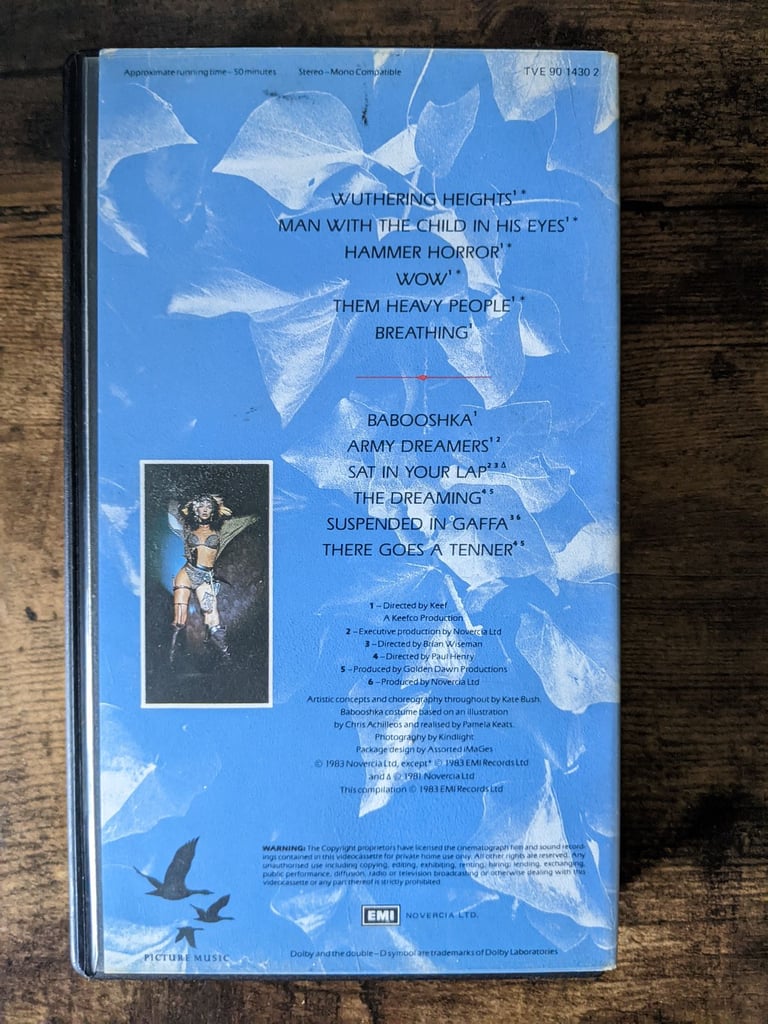 Approximate running time – 50 minutes Stereo – Mono Compatible TVE 90 1430 2
WUTHERING HEIGHTS¹ *
MAN WITH THE CHILD IN HIS EYES¹ *
HAMMER HORROR¹ *
WOW¹ *
THEM HEAVY PEOPLE¹ *
BREATHING¹
BABOOSHKA¹
ARMY DREAMERS¹ ²
SAT IN YOUR LAP² ³ ᐃ
THE DREAMING⁴ ⁵
SUSPENDED IN GAFFA³ ⁶
THERE GOES A TENNER⁴ ⁵
1 – Directed by Keef
A Keefco Production
2 – Executive production by Novercia Ltd
3 – Directed by Brian Wiseman
4 – Directed by Paul Henry
5 – Produced by Golden Dawn Productions
6 – Produced by Novercia Ltd
Artistic concepts and choreography throughout by Kate Bush.
Babooshka costume based on an illustration
by Chris Achilleos and realised by Pamela Keats.
Photography by Kindlight
Package design by Assorted iMaGes
© 1983 Novercia Ltd, except* © 1983 EMI Records Ltd
and Δ © 1981 Novercia Ltd
This compilation © 1983 EMI Records Ltd
WARNING: The Copyright proprietors have licensed the cinematograph film and sound record-
ings contained in this videocassette for private home use only. All other rights are reserved. Any
unauthorised use including copying, editing, exhibiting, renting, hiring, lending, exchanging,
public performance, diffusion, radio or television broadcasting or otherwise dealing with this
videocassette or any part thereof is strictly prohibited.
EMI NOVERCIA LTD.
PICTURE MUSIC
Dolby and the double – D symbol are trademarks of Dolby Laboratories